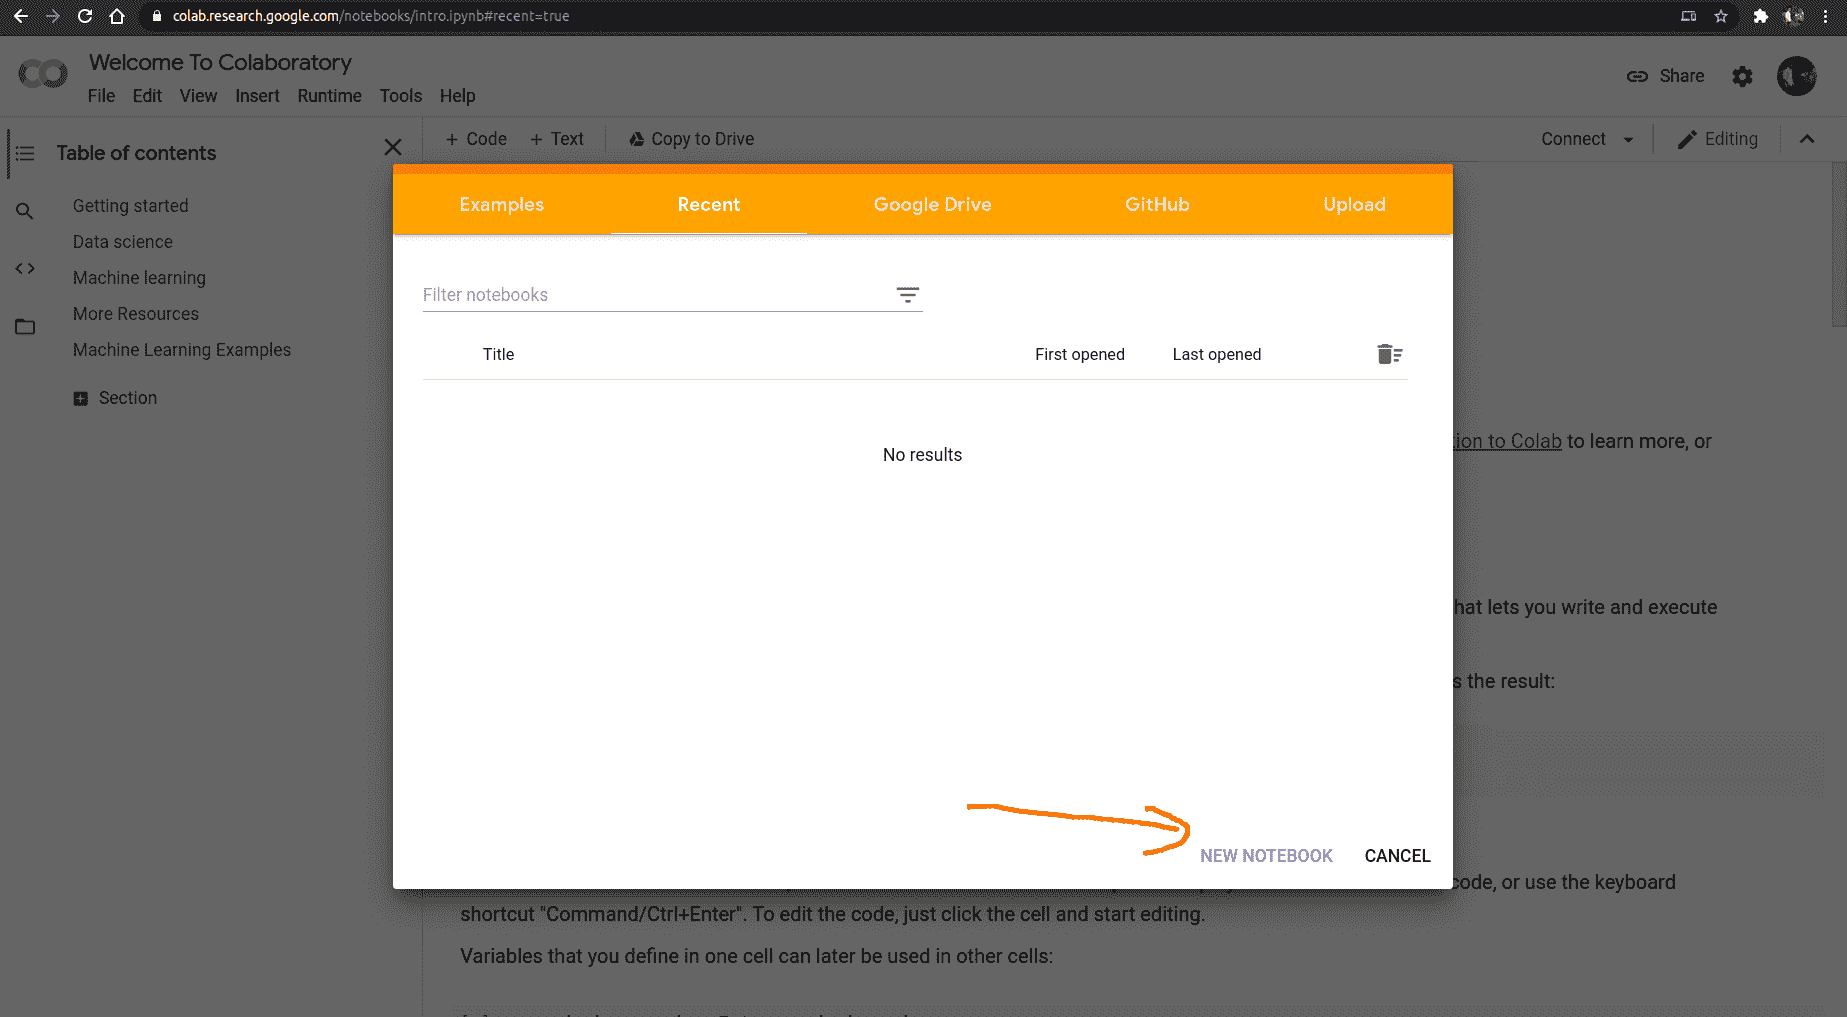 colab.research.google.com/notebooks/intro.ipynb#recent=true
Welcome To Colaboratory
File Edit View Insert Runtime Tools Help
Share
Table of contents
+ Code + Text Copy to Drive
Connect Editing
Getting started
Data science
Machine learning
More Resources
Machine Learning Examples
Section
Examples Recent Google Drive GitHub Upload
Filter notebooks
Title First opened Last opened
No results
to Colab to learn more, or
lets you write and execute
the result:
NEW NOTEBOOK CANCEL
code, or use the keyboard
shortcut "Command/Ctrl+Enter". To edit the code, just click the cell and start editing.
Variables that you define in one cell can later be used in other cells: